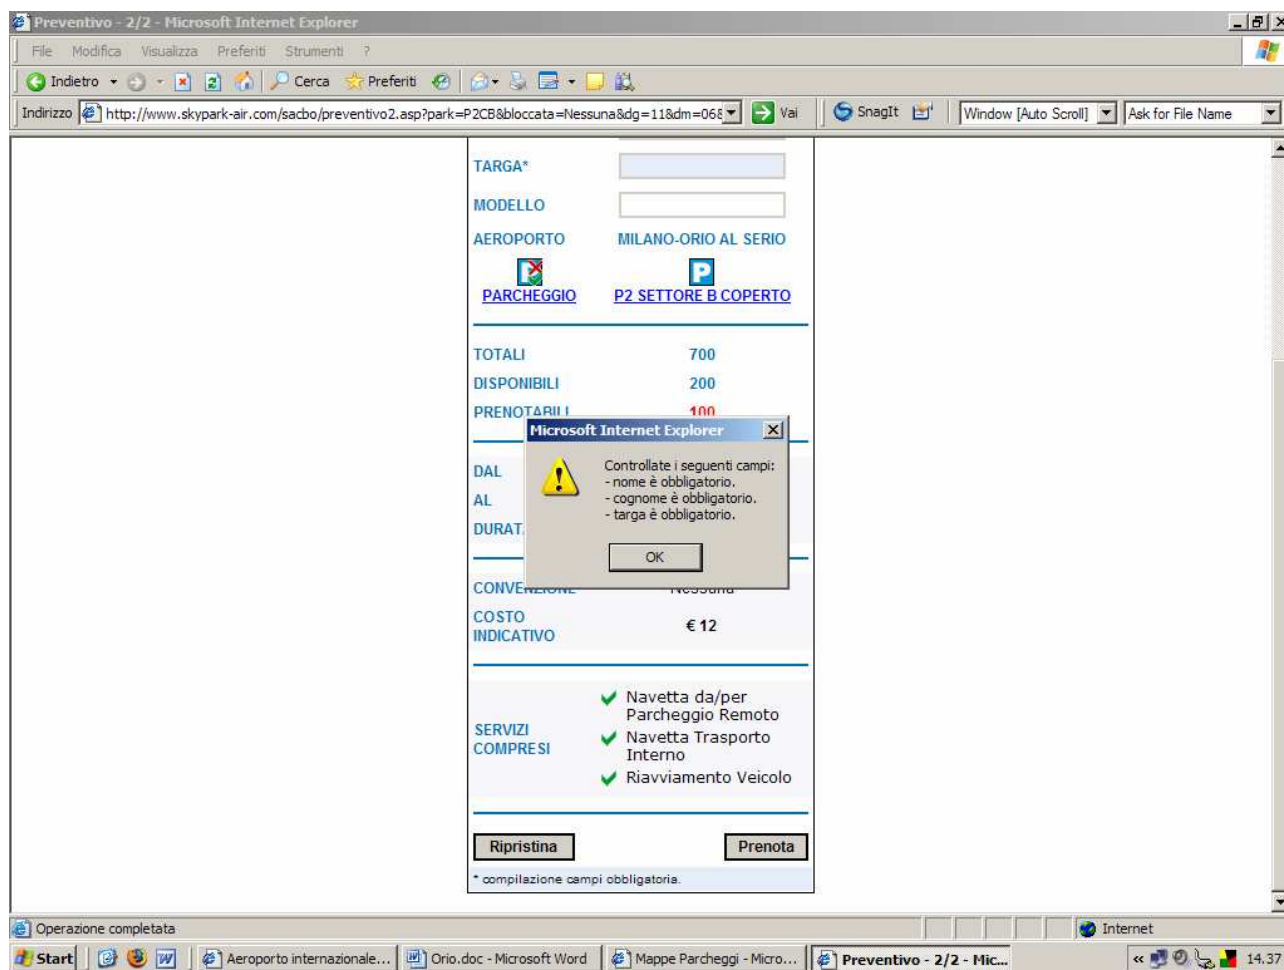 Preventivo - 2/2 - Microsoft Internet Explorer
File Modifica Visualizza Preferiti Strumenti ?
Indietro Cerca Preferiti
Indirizzo http://www.skypark-air.com/sacbo/preventivo2.asp?park=P2CB&bloccata=Nessuna&dg=11&dm=06& Vai SnagIt Window [Auto Scroll] Ask for File Name
TARGA*
MODELLO
AEROPORTO MILANO-ORIO AL SERIO
PARCHEGGIO P2 SETTORE B COPERTO
TOTALI 700
DISPONIBILI 200
PRENOTABILI 100
Microsoft Internet Explorer
Controllate i seguenti campi:
- nome è obbligatorio.
- cognome è obbligatorio.
- targa è obbligatorio.
OK
DAL
AL
DURAT
CONVENZIONE Nessuna
COSTO
INDICATIVO € 12
SERVIZI
COMPRESI
Navetta da/per
Parcheggio Remoto
Navetta Trasporto
Interno
Riavviamento Veicolo
Ripristina Prenota
* compilazione campi obbligatoria.
Operazione completata Internet
Start Aeroporto internazionale... Orio.doc - Microsoft Word Mappe Parcheggi - Micro... Preventivo - 2/2 - Mic... « 14.37